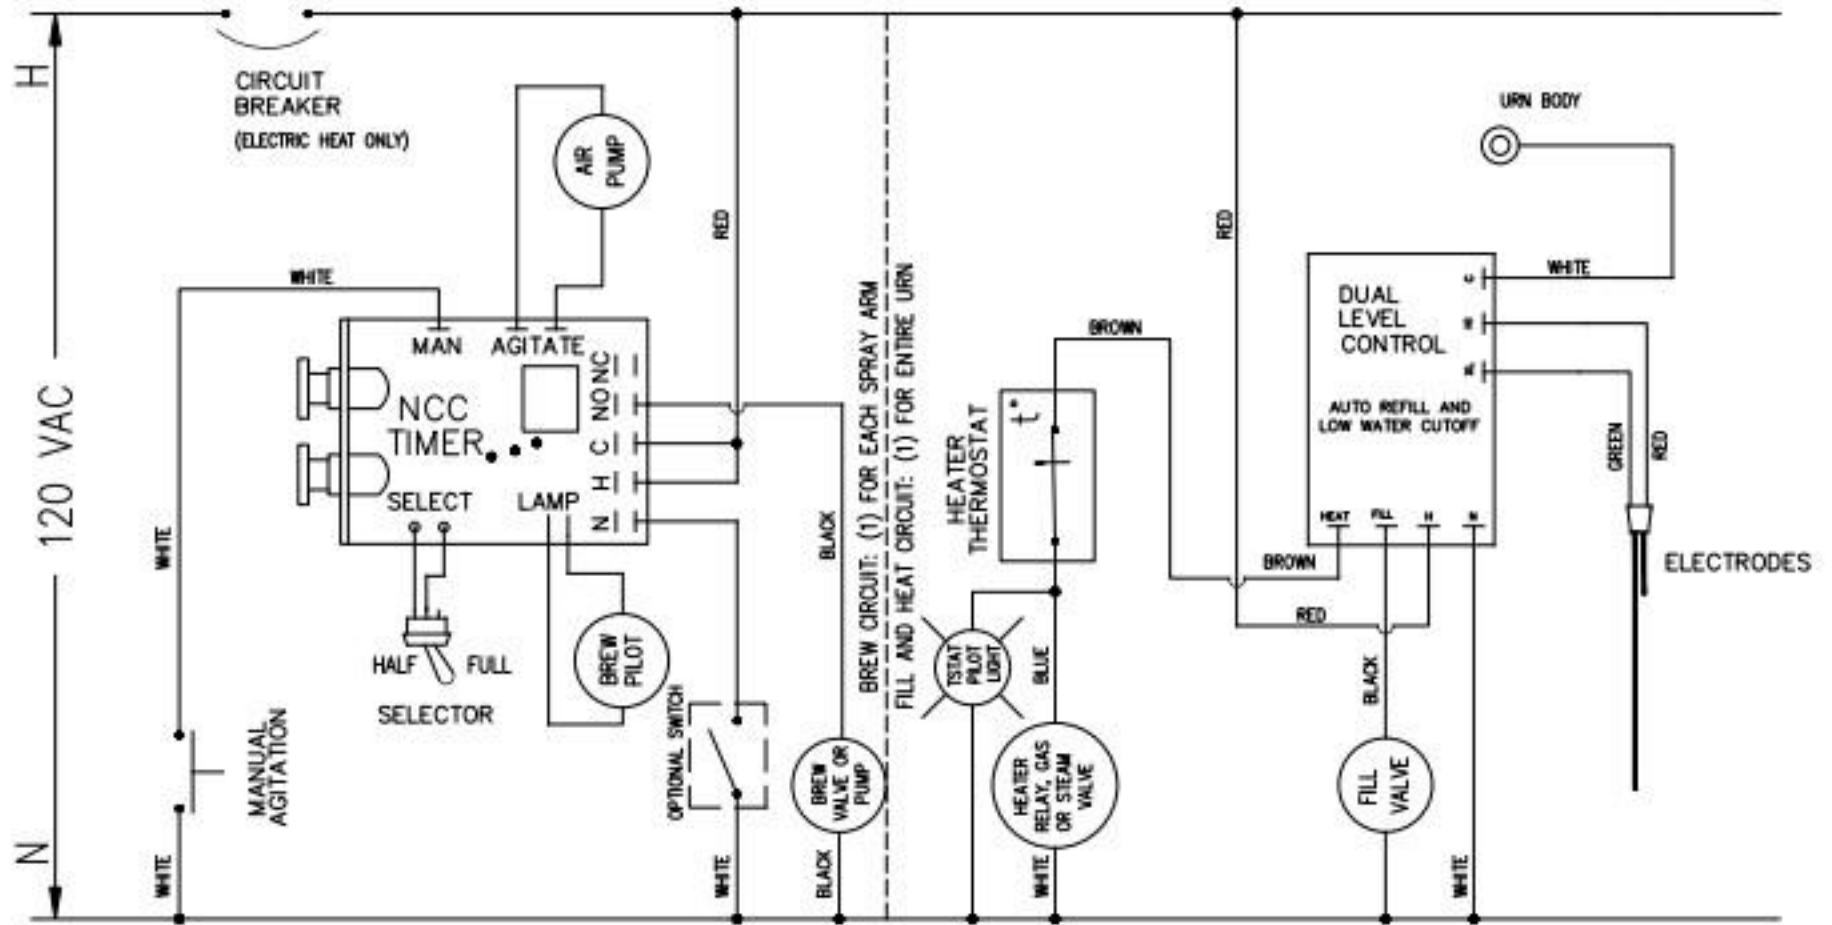 H
120 VAC
N
CIRCUIT
BREAKER
(ELECTRIC HEAT ONLY)
AIR
PUMP
RED
WHITE
MAN
AGITATE
NCC
TIMER
SELECT
LAMP
NC
NO
C
H
N
HALF
FULL
SELECTOR
BREW
PILOT
WHITE
MANUAL
AGITATION
WHITE
OPTIONAL SWITCH
WHITE
BLACK
BREW
VALVE OR
PUMP
BLACK
BREW CIRCUIT: (1) FOR EACH SPRAY ARM
FILL AND HEAT CIRCUIT: (1) FOR ENTIRE URN
BROWN
t°
HEATER
THERMOSTAT
TSTAT
PILOT
LIGHT
BLUE
HEATER
RELAY, GAS
OR STEAM
VALVE
WHITE
RED
BROWN
RED
URN BODY
WHITE
DUAL
LEVEL
CONTROL
AUTO REFILL AND
LOW WATER CUTOFF
C
HEAT
FILL
H
N
GREEN
RED
ELECTRODES
BLACK
FILL
VALVE
WHITE